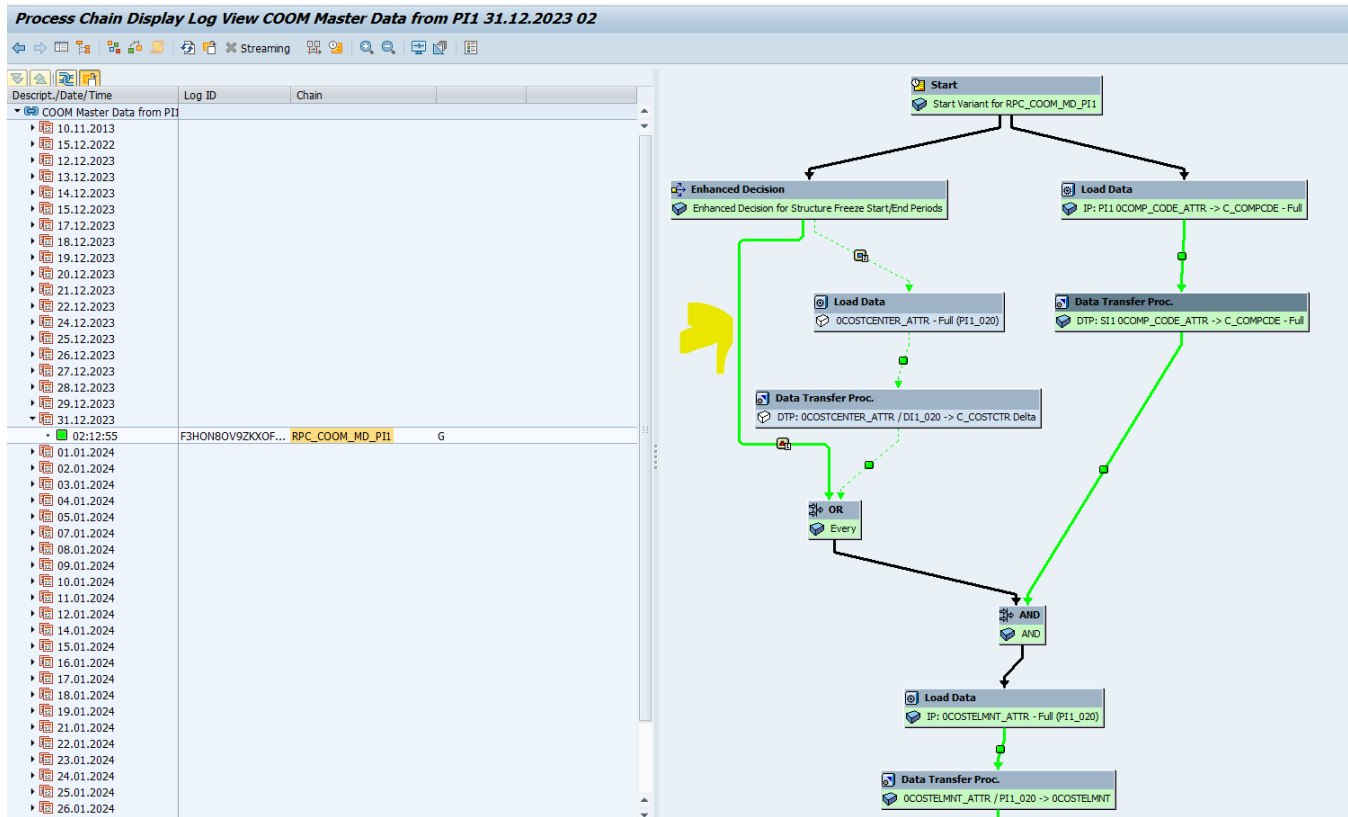 Process Chain Display Log View COOM Master Data from PI1 31.12.2023 02
Streaming
Descript./Date/Time Log ID Chain
COOM Master Data from PI1
10.11.2013
15.12.2022
12.12.2023
13.12.2023
14.12.2023
15.12.2023
17.12.2023
18.12.2023
19.12.2023
20.12.2023
21.12.2023
22.12.2023
24.12.2023
25.12.2023
26.12.2023
27.12.2023
28.12.2023
29.12.2023
31.12.2023
02:12:55 F3HON8OV9ZKXOF... RPC_COOM_MD_PI1 G
01.01.2024
02.01.2024
03.01.2024
04.01.2024
05.01.2024
07.01.2024
08.01.2024
09.01.2024
10.01.2024
11.01.2024
12.01.2024
14.01.2024
15.01.2024
16.01.2024
17.01.2024
18.01.2024
19.01.2024
21.01.2024
22.01.2024
23.01.2024
24.01.2024
25.01.2024
26.01.2024
Start
Start Variant for RPC_COOM_MD_PI1
Enhanced Decision
Enhanced Decision for Structure Freeze Start/End Periods
Load Data
IP: PI1 0COMP_CODE_ATTR -> C_COMPCDE - Full
Load Data
0COSTCENTER_ATTR - Full (PI1_020)
Data Transfer Proc.
DTP: SI1 0COMP_CODE_ATTR -> C_COMPCDE - Full
Data Transfer Proc.
DTP: 0COSTCENTER_ATTR / DI1_020 -> C_COSTCTR Delta
OR
Every
AND
AND
Load Data
IP: 0COSTELMNT_ATTR - Full (PI1_020)
Data Transfer Proc.
0COSTELMNT_ATTR / PI1_020 -> 0COSTELMNT